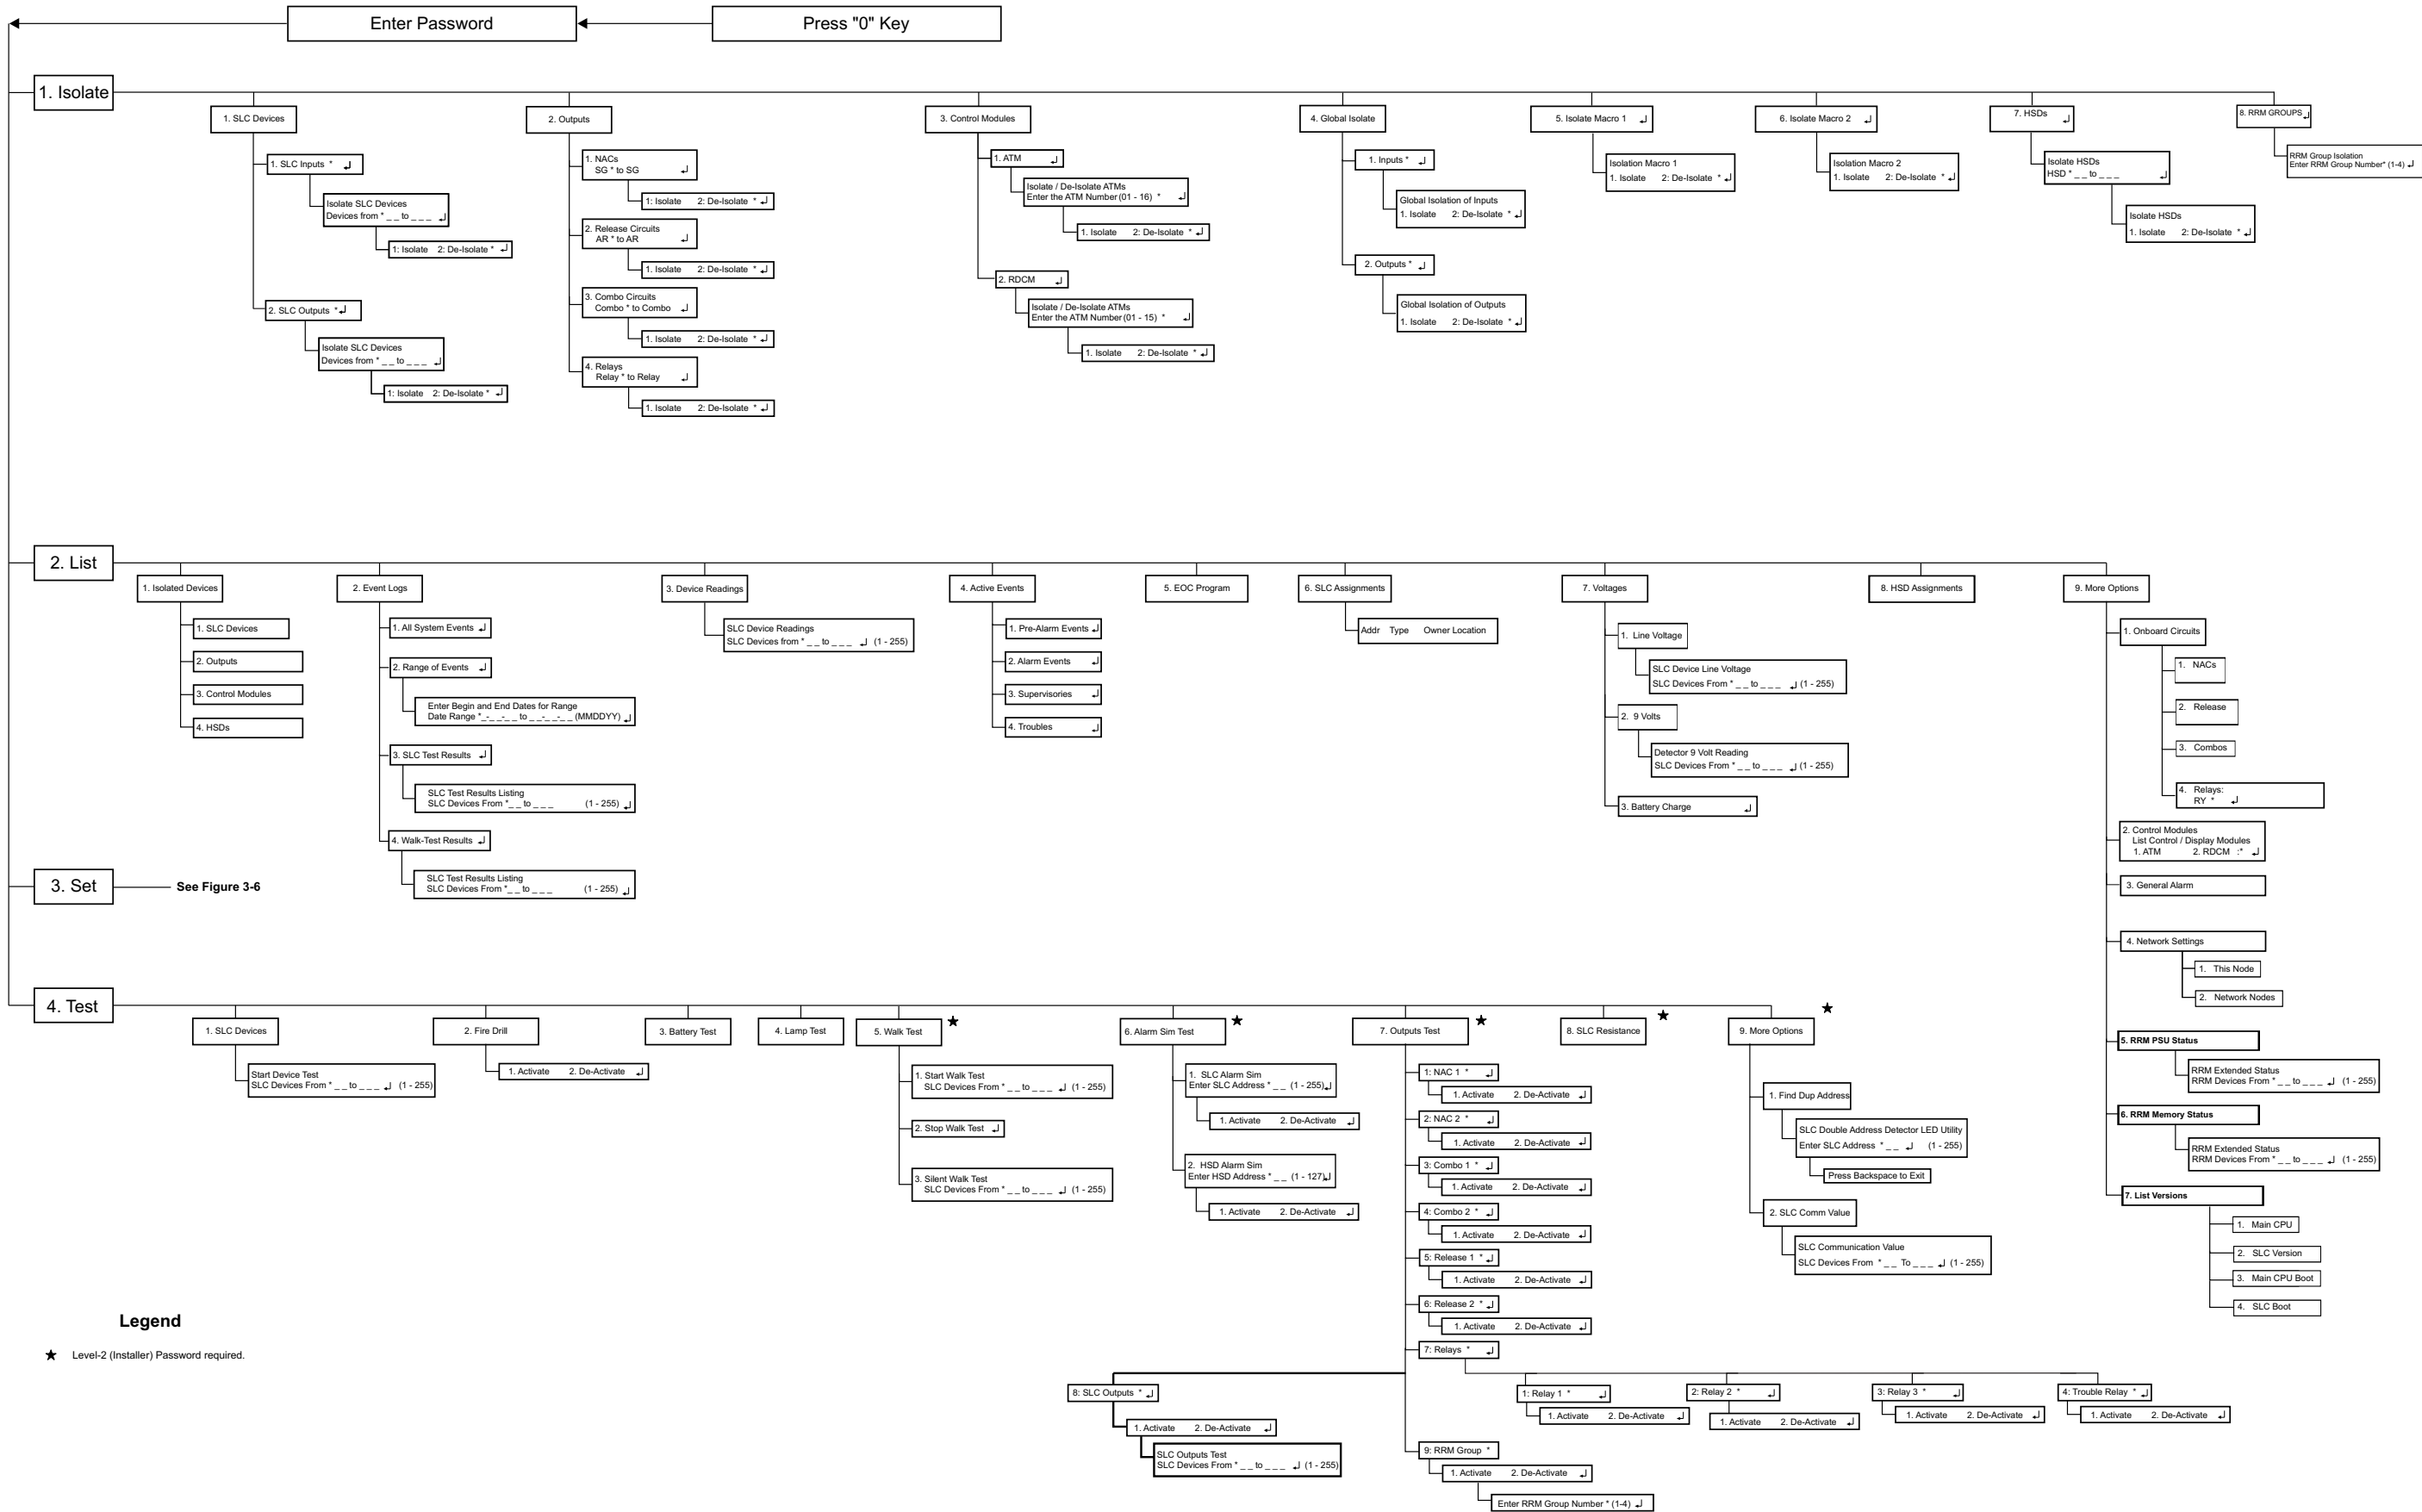 Enter Password
Press "0" Key
1. Isolate
1. SLC Devices
1. SLC Inputs * ↵
Isolate SLC Devices
Devices from * _ _ to _ _ _ ↵
1: Isolate 2: De-Isolate * ↵
2. SLC Outputs * ↵
Isolate SLC Devices
Devices from * _ _ to _ _ _ ↵
1: Isolate 2: De-Isolate * ↵
2. Outputs
1. NACs
SG * to SG ↵
1: Isolate 2: De-Isolate * ↵
2. Release Circuits
AR * to AR ↵
1. Isolate 2: De-Isolate * ↵
3. Combo Circuits
Combo * to Combo ↵
1. Isolate 2: De-Isolate * ↵
4. Relays
Relay * to Relay ↵
1. Isolate 2: De-Isolate * ↵
3. Control Modules
1. ATM ↵
Isolate / De-Isolate ATMs
Enter the ATM Number (01 - 16) * ↵
1. Isolate 2: De-Isolate * ↵
2. RDCM ↵
Isolate / De-Isolate ATMs
Enter the ATM Number (01 - 15) * ↵
1. Isolate 2: De-Isolate * ↵
4. Global Isolate
1. Inputs * ↵
Global Isolation of Inputs
1. Isolate 2: De-Isolate * ↵
2. Outputs * ↵
Global Isolation of Outputs
1. Isolate 2: De-Isolate * ↵
5. Isolate Macro 1 ↵
Isolation Macro 1
1. Isolate 2: De-Isolate * ↵
6. Isolate Macro 2 ↵
Isolation Macro 2
1. Isolate 2: De-Isolate * ↵
7. HSDs ↵
Isolate HSDs
HSD * _ _ to _ _ _ ↵
Isolate HSDs
1. Isolate 2: De-Isolate * ↵
8. RRM GROUPS ↵
RRM Group Isolation
Enter RRM Group Number* (1-4) ↵
2. List
1. Isolated Devices
1. SLC Devices
2. Outputs
3. Control Modules
4. HSDs
2. Event Logs
1. All System Events ↵
2. Range of Events ↵
Enter Begin and End Dates for Range
Date Range *_-_ _-_ _ to _ _-_ _-_ _ (MMDDYY) ↵
3. SLC Test Results ↵
SLC Test Results Listing
SLC Devices From *_ _ to _ _ _ (1 - 255) ↵
4. Walk-Test Results ↵
SLC Test Results Listing
SLC Devices From *_ _ to _ _ _ (1 - 255) ↵
3. Device Readings
SLC Device Readings
SLC Devices from * _ _ to _ _ _ ↵ (1 - 255)
4. Active Events
1. Pre-Alarm Events ↵
2. Alarm Events ↵
3. Supervisories ↵
4. Troubles ↵
5. EOC Program
6. SLC Assignments
Addr Type Owner Location
7. Voltages
1. Line Voltage
SLC Device Line Voltage
SLC Devices From * _ _ to _ _ _ ↵ (1 - 255)
2. 9 Volts
Detector 9 Volt Reading
SLC Devices From * _ _ to _ _ _ ↵ (1 - 255)
3. Battery Charge ↵
8. HSD Assignments
9. More Options
1. Onboard Circuits
1. NACs
2. Release
3. Combos
4. Relays:
RY * ↵
2. Control Modules
List Control / Display Modules
1. ATM 2. RDCM :* ↵
3. General Alarm
4. Network Settings
1. This Node
2. Network Nodes
5. RRM PSU Status
RRM Extended Status
RRM Devices From * _ _ to _ _ _ ↵ (1 - 255)
6. RRM Memory Status
RRM Extended Status
RRM Devices From * _ _ to _ _ _ ↵ (1 - 255)
7. List Versions
1. Main CPU
2. SLC Version
3. Main CPU Boot
4. SLC Boot
3. Set
See Figure 3-6
4. Test
1. SLC Devices
Start Device Test
SLC Devices From * _ _ to _ _ _ ↵ (1 - 255)
2. Fire Drill
1. Activate 2. De-Activate ↵
3. Battery Test
4. Lamp Test
5. Walk Test ★
1. Start Walk Test
SLC Devices From * _ _ to _ _ _ ↵ (1 - 255)
2. Stop Walk Test ↵
3. Silent Walk Test
SLC Devices From * _ _ to _ _ _ ↵ (1 - 255)
6. Alarm Sim Test ★
1. SLC Alarm Sim
Enter SLC Address * _ _ (1 - 255) ↵
1. Activate 2. De-Activate ↵
2. HSD Alarm Sim
Enter HSD Address * _ _ (1 - 127) ↵
1. Activate 2. De-Activate ↵
7. Outputs Test ★
1: NAC 1 * ↵
1. Activate 2. De-Activate ↵
2: NAC 2 * ↵
1. Activate 2. De-Activate ↵
3: Combo 1 * ↵
1. Activate 2. De-Activate ↵
4: Combo 2 * ↵
1. Activate 2. De-Activate ↵
5: Release 1 * ↵
1. Activate 2. De-Activate ↵
6: Release 2 * ↵
1. Activate 2. De-Activate ↵
7: Relays * ↵
1: Relay 1 * ↵
1. Activate 2. De-Activate ↵
2: Relay 2 * ↵
1. Activate 2. De-Activate ↵
3: Relay 3 * ↵
1. Activate 2. De-Activate ↵
4: Trouble Relay * ↵
1. Activate 2. De-Activate ↵
8: SLC Outputs * ↵
1. Activate 2. De-Activate ↵
SLC Outputs Test
SLC Devices From * _ _ to _ _ _ ↵ (1 - 255)
9: RRM Group *
1. Activate 2. De-Activate ↵
Enter RRM Group Number * (1-4) ↵
8. SLC Resistance ★
9. More Options ★
1. Find Dup Address
SLC Double Address Detector LED Utility
Enter SLC Address * _ _ ↵ (1 - 255)
Press Backspace to Exit
2. SLC Comm Value
SLC Communication Value
SLC Devices From * _ _ To _ _ _ ↵ (1 - 255)
Legend
★ Level-2 (Installer) Password required.